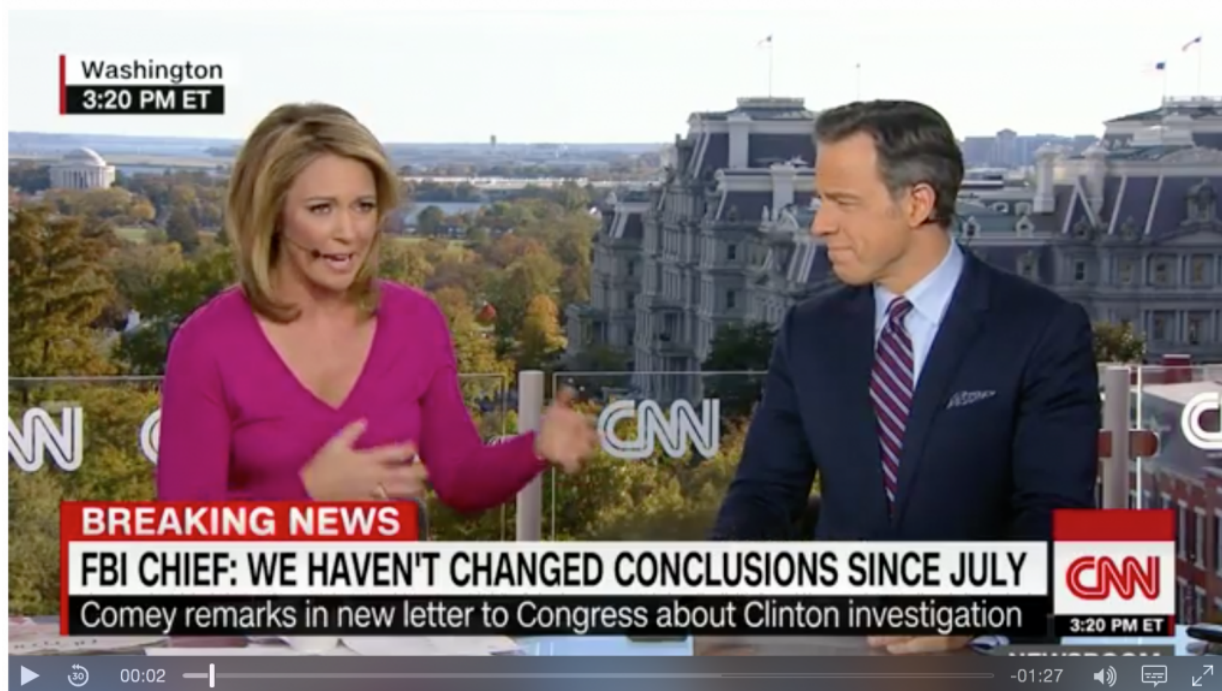 Washington
3:20 PM ET
CNN
BREAKING NEWS
FBI CHIEF: WE HAVEN'T CHANGED CONCLUSIONS SINCE JULY
Comey remarks in new letter to Congress about Clinton investigation
CNN
3:20 PM ET
NEWSROOM
30
00:02
-01:27